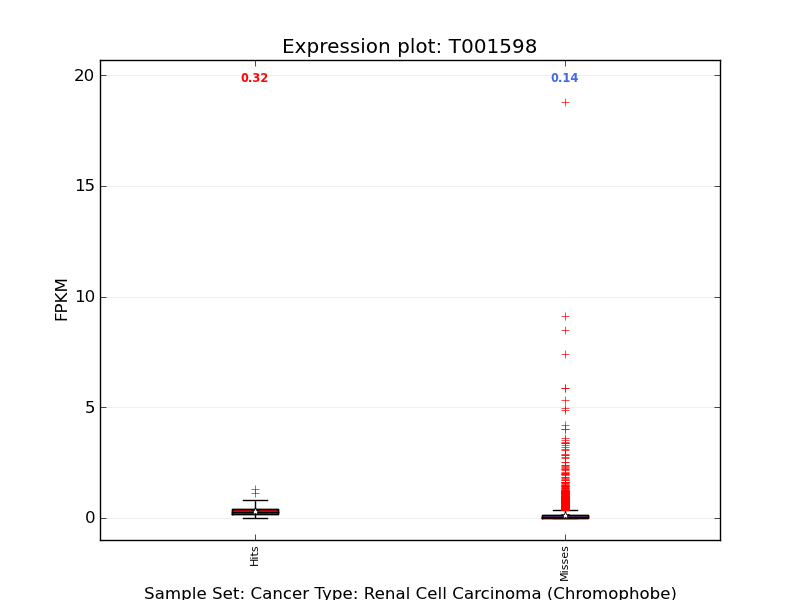 Expression plot: T001598
20
0.32
0.14
15
10
5
0
FPKM
Hits
Misses
Sample Set: Cancer Type: Renal Cell Carcinoma (Chromophobe)